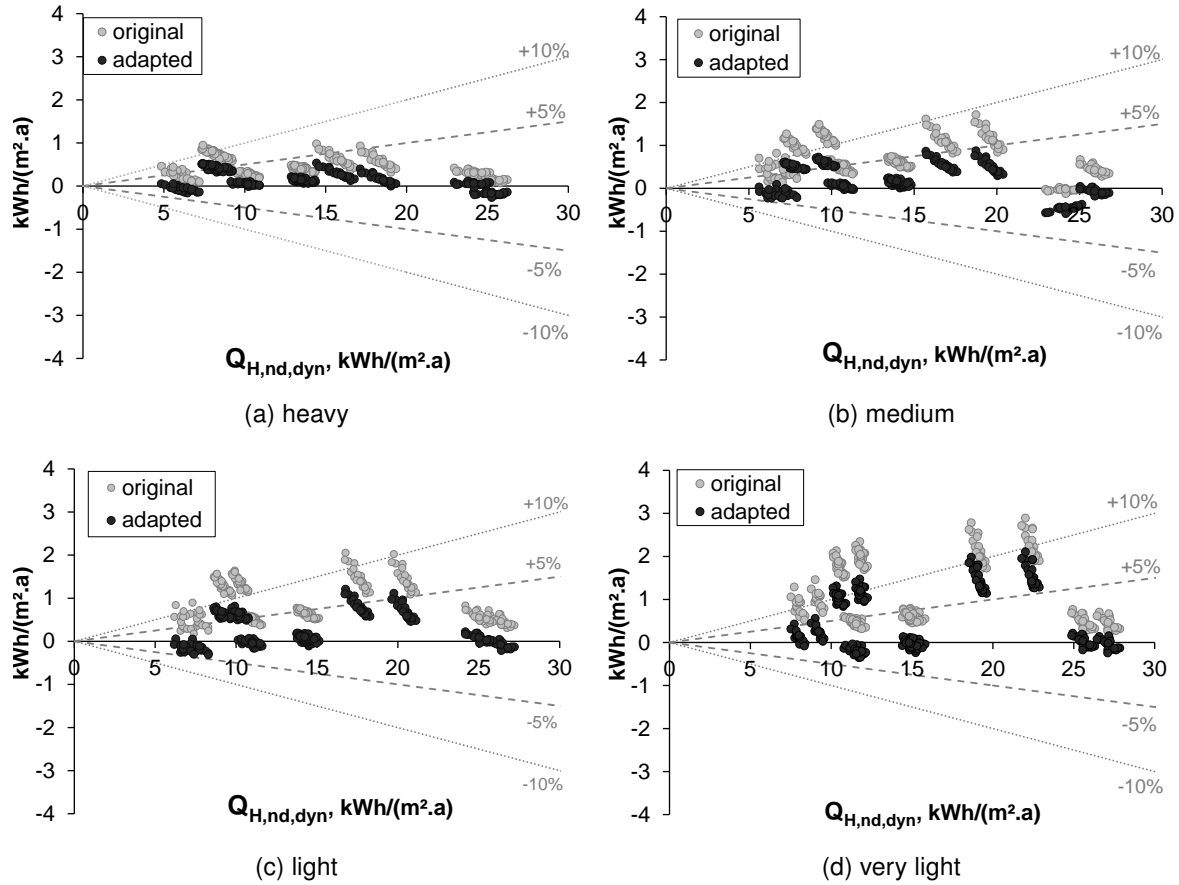 original
adapted
4
3
2
1
0
-1
-2
-3
-4
0 5 10 15 20 25 30
+10%
+5%
-5%
-10%
kWh/(m².a)
Q_H,nd,dyn, kWh/(m².a)
(a) heavy
original
adapted
4
3
2
1
0
-1
-2
-3
-4
0 5 10 15 20 25 30
+10%
+5%
-5%
-10%
kWh/(m².a)
Q_H,nd,dyn, kWh/(m².a)
(b) medium
original
adapted
4
3
2
1
0
-1
-2
-3
-4
0 5 10 15 20 25 30
+10%
+5%
-5%
-10%
kWh/(m².a)
Q_H,nd,dyn, kWh/(m².a)
(c) light
original
adapted
4
3
2
1
0
-1
-2
-3
-4
0 5 10 15 20 25 30
+10%
+5%
-5%
-10%
kWh/(m².a)
Q_H,nd,dyn, kWh/(m².a)
(d) very light